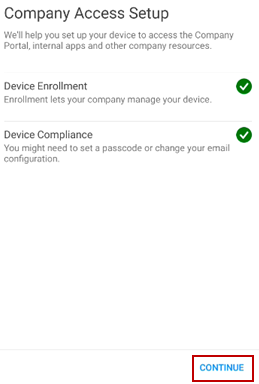 Company Access Setup
We'll help you set up your device to access the Company
Portal, internal apps and other company resources.
Device Enrollment
Enrollment lets your company manage your device.
Device Compliance
You might need to set a passcode or change your email
configuration.
CONTINUE